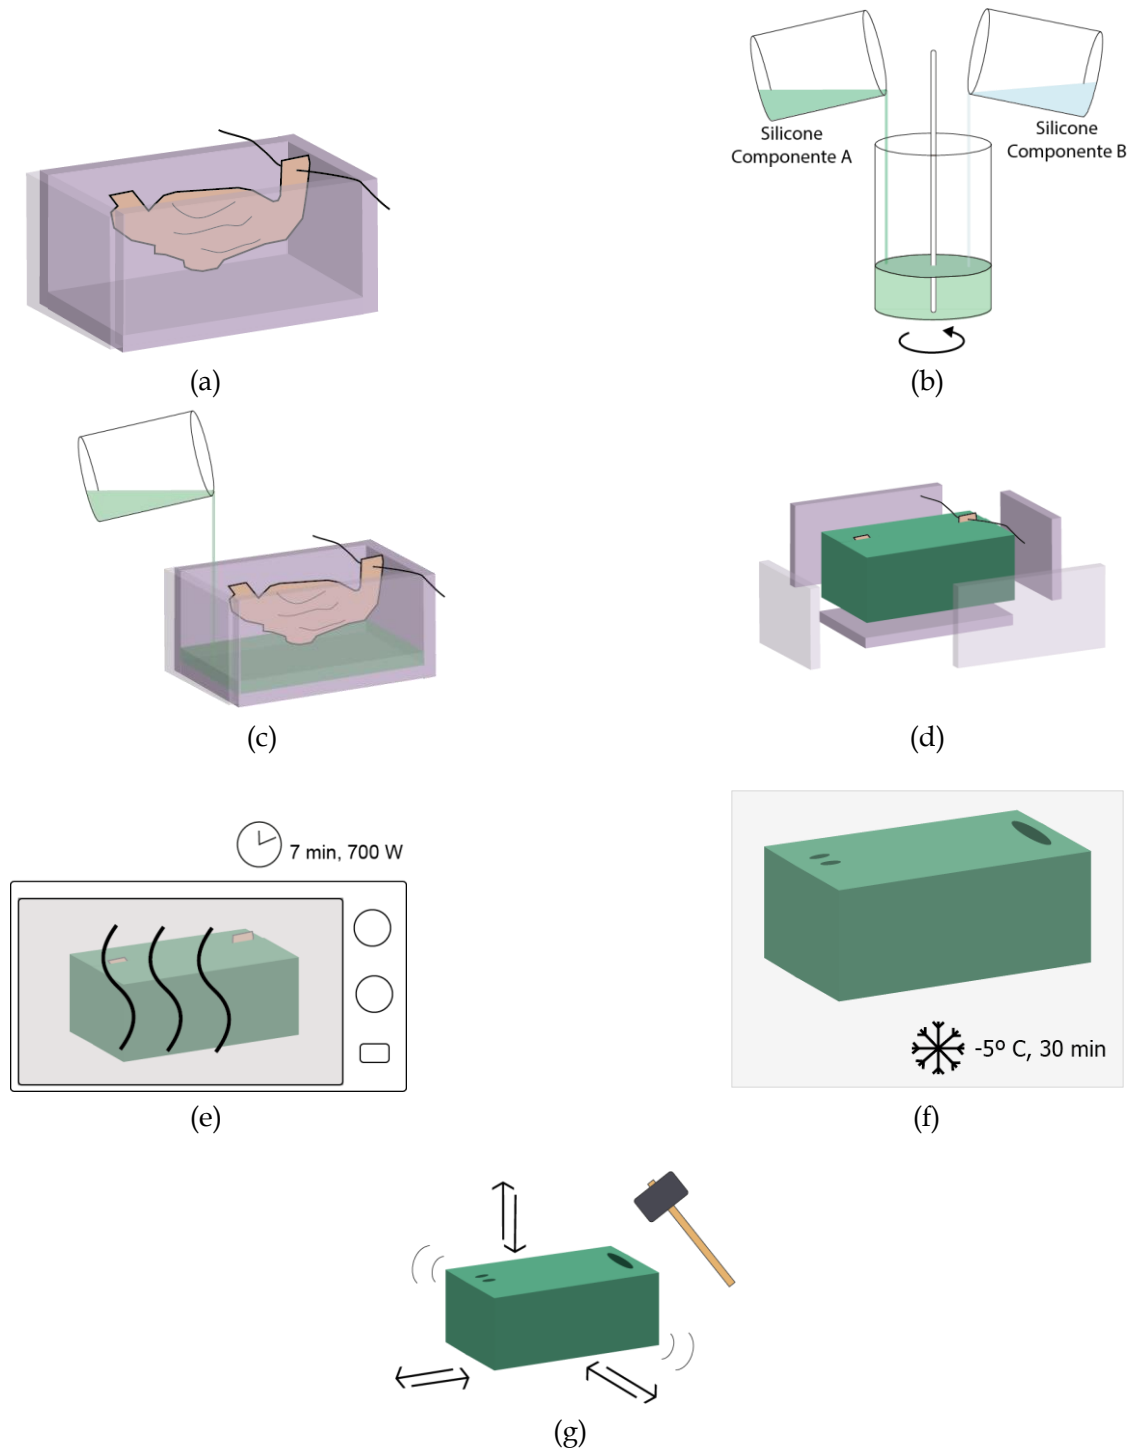 Silicone
Componente A
Silicone
Componente B
(a)
(b)
(c)
(d)
7 min, 700 W
-5º C, 30 min
(e)
(f)
(g)